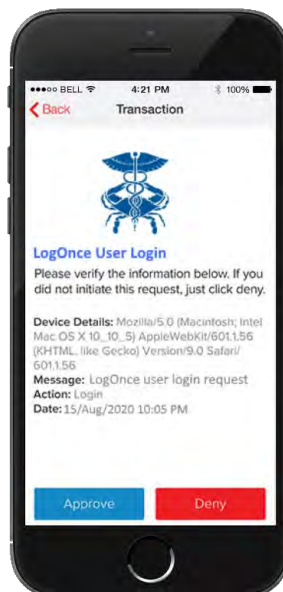 BELL 4:21 PM 100%
Back Transaction
LogOnce User Login
Please verify the information below. If you
did not initiate this request, just click deny.
Device Details: Mozilla/5.0 (Macintosh; Intel
Mac OS X 10_10_5) AppleWebKit/601.1.56
(KHTML, like Gecko) Version/9.0 Safari/
601.1.56
Message: LogOnce user login request
Action: Login
Date: 15/Aug/2020 10:05 PM
Approve Deny